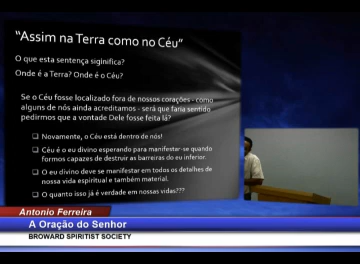 "Assim na Terra como no Céu"
O que esta sentença siginifica?
Onde é a Terra? Onde é o Céu?
Se o Céu fosse localizado fora de nossos corações - como
alguns de nós ainda acreditamos - será que faria sentido
pedirmos que a vontade Dele fosse feita lá?
Novamente, o Céu está dentro de nós!
Céu é o eu divino esperando para manifestar-se quando
formos capazes de destruir as barreiras do eu inferior.
O eu divino deve se manifestar em todos os detalhes de
nossa vida espiritual e também material.
O quanto isso já é verdade em nossas vidas???
Antonio Ferreira
A Oração do Senhor
BROWARD SPIRITIST SOCIETY